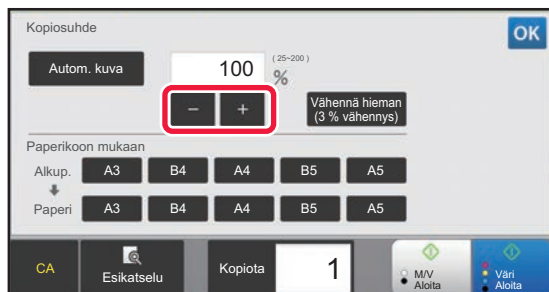 Kopiosuhde
OK
Autom. kuva
100
( 25~200 )
%
− +
Vähennä hieman
(3 % vähennys)
Paperikoon mukaan
Alkup. A3 B4 A4 B5 A5
Paperi A3 B4 A4 B5 A5
CA
Esikatselu
Kopiota
1
M/V
Aloita
Väri
Aloita